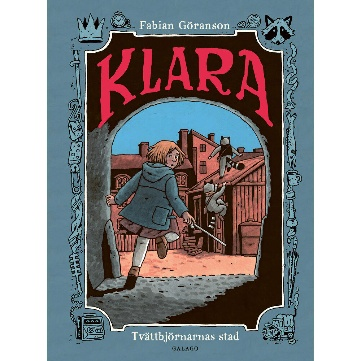 Fabian Göranson
KLARA
Tvättbjörnarnas stad
GALAGO